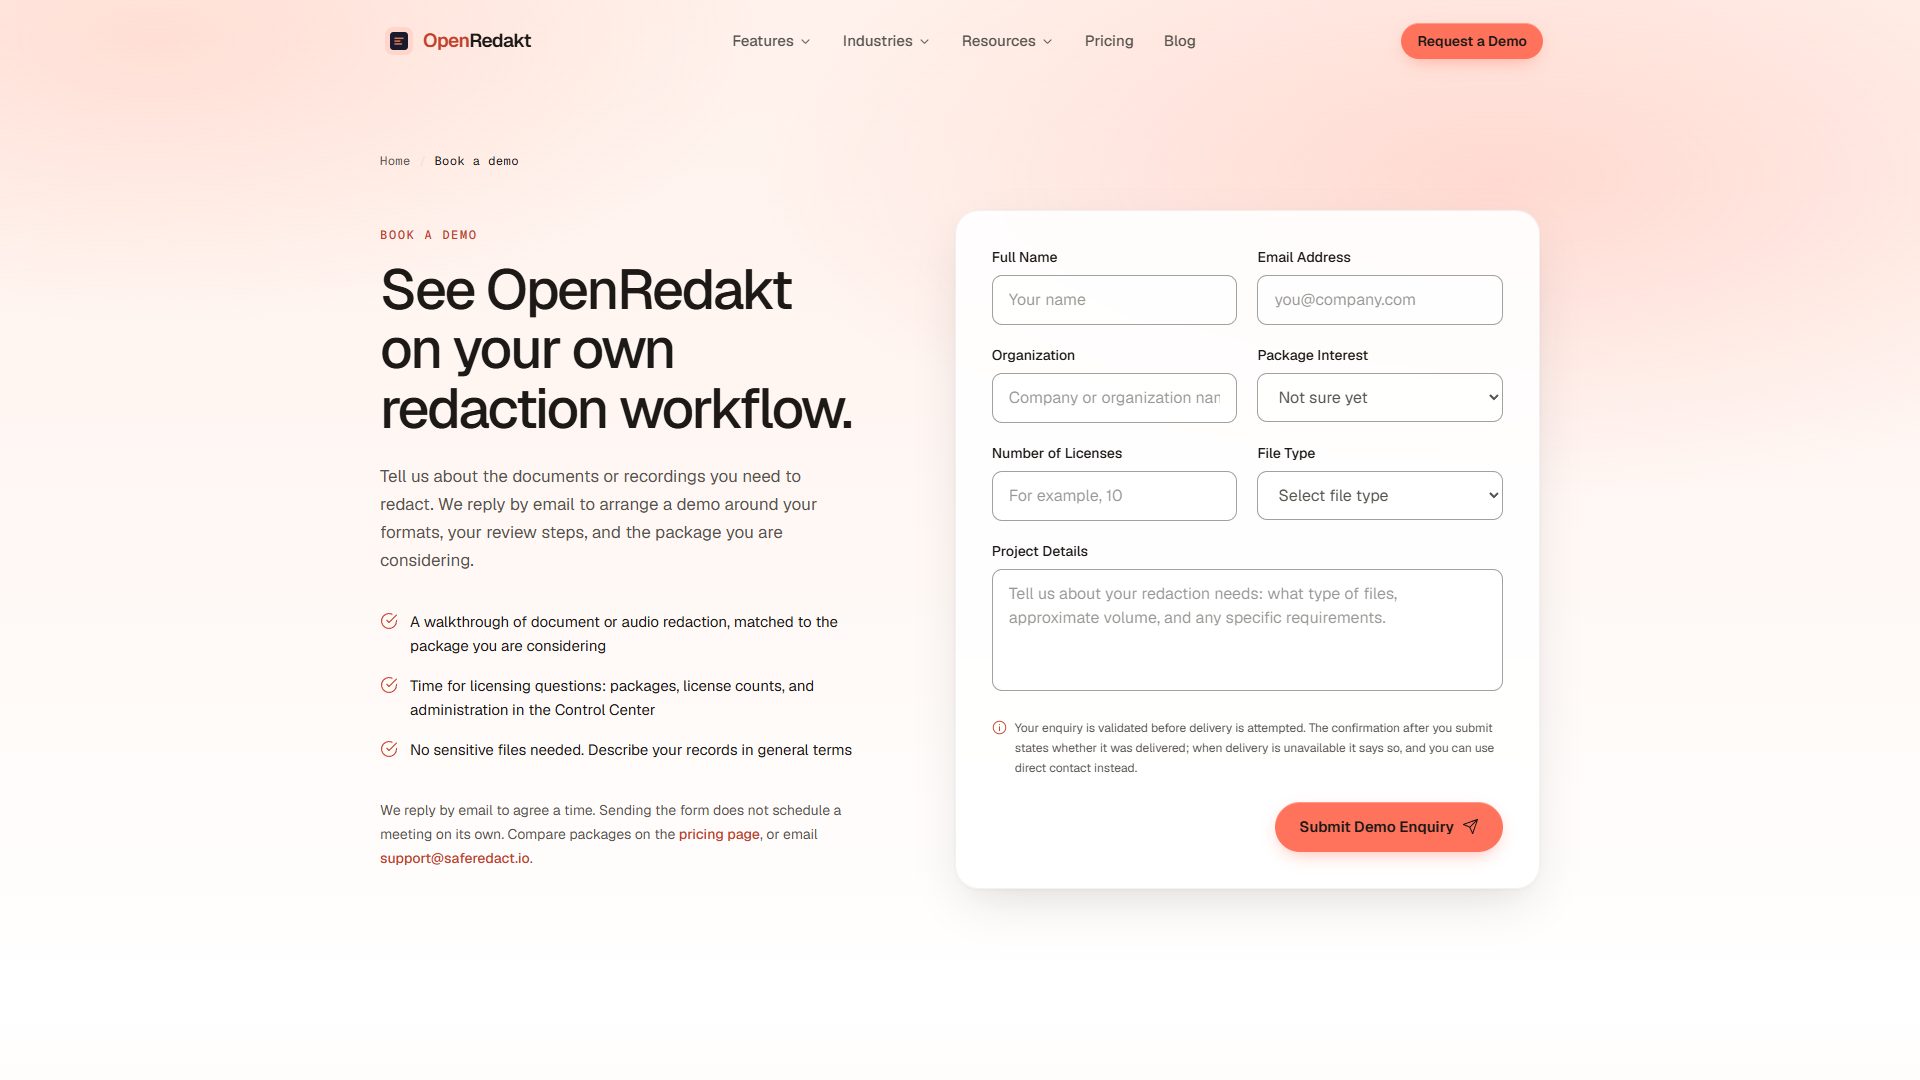 OpenRedakt
Features
Industries
Resources
Pricing
Blog
Request a Demo
Home / Book a demo
BOOK A DEMO
See OpenRedakt
on your own
redaction workflow.
Tell us about the documents or recordings you need to
redact. We reply by email to arrange a demo around your
formats, your review steps, and the package you are
considering.
A walkthrough of document or audio redaction, matched to the
package you are considering
Time for licensing questions: packages, license counts, and
administration in the Control Center
No sensitive files needed. Describe your records in general terms
We reply by email to agree a time. Sending the form does not schedule a
meeting on its own. Compare packages on the pricing page, or email
support@saferedact.io.
Full Name
Your name
Email Address
you@company.com
Organization
Company or organization nan
Package Interest
Not sure yet
Number of Licenses
For example, 10
File Type
Select file type
Project Details
Tell us about your redaction needs: what type of files,
approximate volume, and any specific requirements.
Your enquiry is validated before delivery is attempted. The confirmation after you submit
states whether it was delivered; when delivery is unavailable it says so, and you can use
direct contact instead.
Submit Demo Enquiry